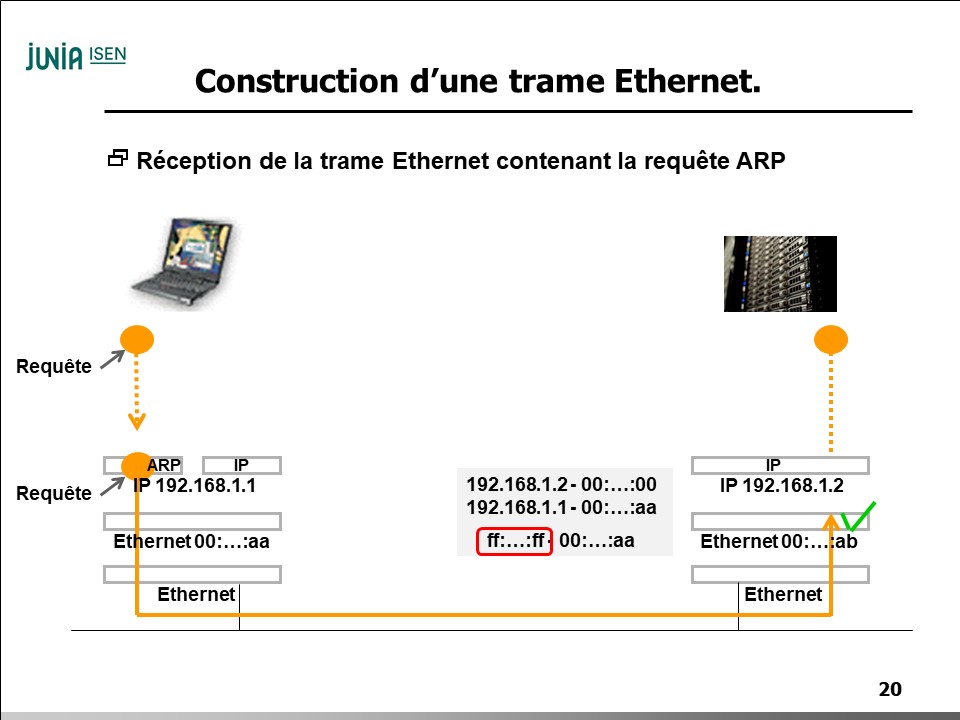 JUNIA ISEN
Construction d’une trame Ethernet.
Réception de la trame Ethernet contenant la requête ARP
Requête
ARP
IP
IP
Requête
IP 192.168.1.1
192.168.1.2 - 00:…:00
IP 192.168.1.2
192.168.1.1 - 00:…:aa
Ethernet 00:…:aa
ff:…:ff - 00:…:aa
Ethernet 00:…:ab
Ethernet
Ethernet
20